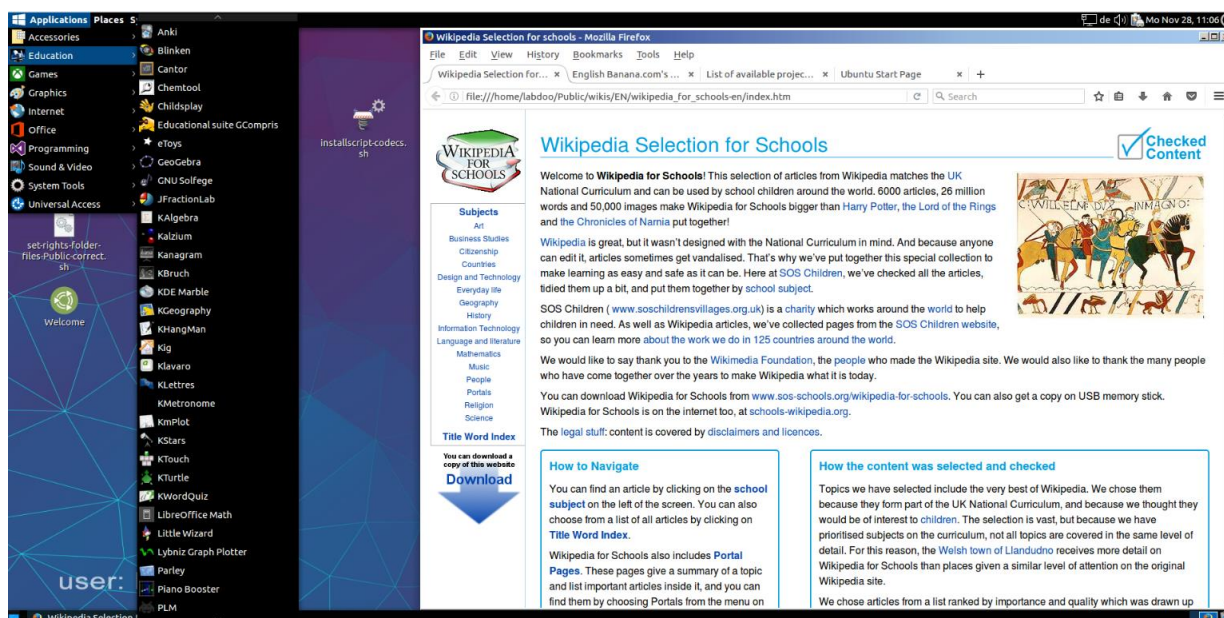 Applications Places S
de
Mo Nov 28, 11:06
Accessories
Education
Games
Graphics
Internet
Office
Programming
Sound & Video
System Tools
Universal Access
Anki
Blinken
Cantor
Chemtool
Childsplay
Educational suite GCompris
eToys
GeoGebra
GNU Solfege
JFractionLab
KAlgebra
Kalzium
Kanagram
KBruch
KDE Marble
KGeography
KHangMan
Kig
Klavaro
KLettres
KMetronome
KmPlot
KStars
KTouch
KTurtle
KWordQuiz
LibreOffice Math
Little Wizard
Lybniz Graph Plotter
Parley
Piano Booster
PLM
set-rights-folder-
files-Public-correct.
sh
Welcome
user:
installscript-codecs.
sh
Wikipedia Selection for schools - Mozilla Firefox
File Edit View History Bookmarks Tools Help
Wikipedia Selection for... × English Banana.com's ... × List of available projec... × Ubuntu Start Page × +
file:///home/labdoo/Public/wikis/EN/wikipedia_for_schools-en/index.htm
Search
WIKIPEDIA
FOR
SCHOOLS
Subjects
Art
Business Studies
Citizenship
Countries
Design and Technology
Everyday life
Geography
History
Information Technology
Language and literature
Mathematics
Music
People
Portals
Religion
Science
Title Word Index
You can download a
copy of this website
Download
Wikipedia Selection for Schools
Checked
Content
Welcome to Wikipedia for Schools! This selection of articles from Wikipedia matches the UK
National Curriculum and can be used by school children around the world. 6000 articles, 26 million
words and 50,000 images make Wikipedia for Schools bigger than Harry Potter, the Lord of the Rings
and the Chronicles of Narnia put together!
Wikipedia is great, but it wasn't designed with the National Curriculum in mind. And because anyone
can edit it, articles sometimes get vandalised. That's why we've put together this special collection to
make learning as easy and safe as it can be. Here at SOS Children, we've checked all the articles,
tidied them up a bit, and put them together by school subject.
SOS Children ( www.soschildrensvillages.org.uk) is a charity which works around the world to help
children in need. As well as Wikipedia articles, we've collected pages from the SOS Children website,
so you can learn more about the work we do in 125 countries around the world.
We would like to say thank you to the Wikimedia Foundation, the people who made the Wikipedia site. We would also like to thank the many people
who have come together over the years to make Wikipedia what it is today.
You can download Wikipedia for Schools from www.sos-schools.org/wikipedia-for-schools. You can also get a copy on USB memory stick.
Wikipedia for Schools is on the internet too, at schools-wikipedia.org.
The legal stuff: content is covered by disclaimers and licences.
How to Navigate
You can find an article by clicking on the school
subject on the left of the screen. You can also
choose from a list of all articles by clicking on
Title Word Index.
Wikipedia for Schools also includes Portal
Pages. These pages give a summary of a topic
and list important articles inside it, and you can
find them by choosing Portals from the menu on
How the content was selected and checked
Topics we have selected include the very best of Wikipedia. We chose them
because they form part of the UK National Curriculum, and because we thought they
would be of interest to children. The selection is vast, but because we have
prioritised subjects on the curriculum, not all topics are covered in the same level of
detail. For this reason, the Welsh town of Llandudno receives more detail on
Wikipedia for Schools than places given a similar level of attention on the original
Wikipedia site.
We chose articles from a list ranked by importance and quality which was drawn up
Wikipedia Selection